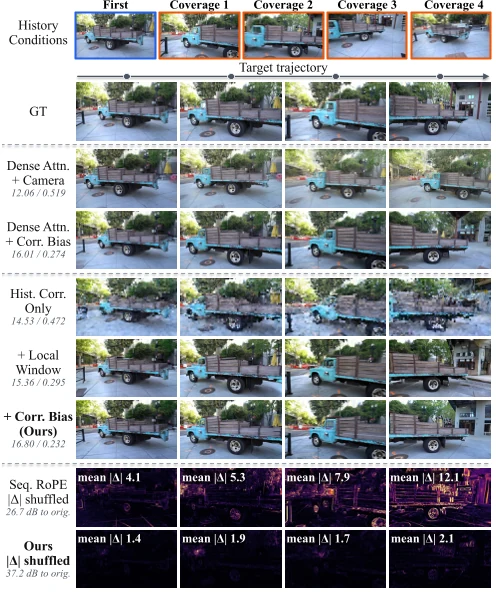 First Coverage 1 Coverage 2 Coverage 3 Coverage 4
History
Conditions
Target trajectory
GT
Dense Attn.
+ Camera
12.06 / 0.519
Dense Attn.
+ Corr. Bias
16.01 / 0.274
Hist. Corr.
Only
14.53 / 0.472
+ Local
Window
15.36 / 0.295
+ Corr. Bias
(Ours)
16.80 / 0.232
Seq. RoPE
|Δ| shuffled
26.7 dB to orig.
mean |Δ| 4.1 mean |Δ| 5.3 mean |Δ| 7.9 mean |Δ| 12.1
Ours
|Δ| shuffled
37.2 dB to orig.
mean |Δ| 1.4 mean |Δ| 1.9 mean |Δ| 1.7 mean |Δ| 2.1